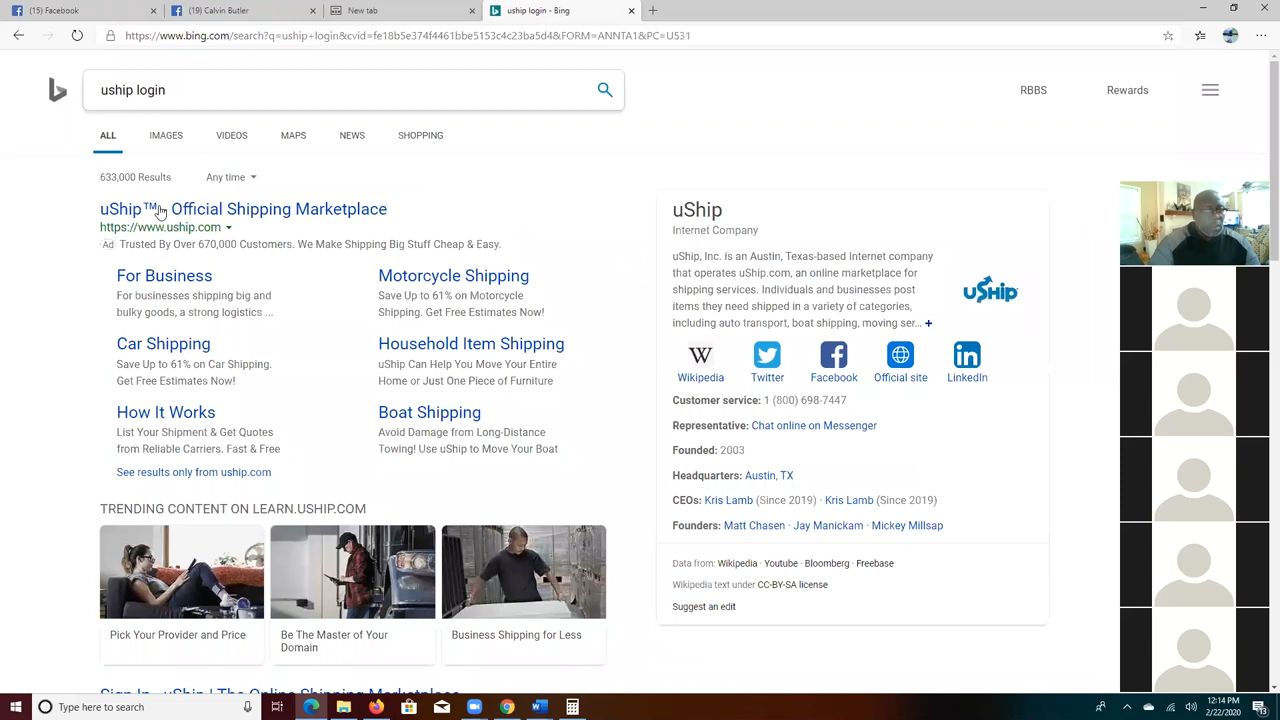 (15) Facebook
(19) Calvin Butler
New tab
uship login - Bing
https://www.bing.com/search?q=uship+login&cvid=fe18b5e374f4461bbe5153c4c23ba5d4&FORM=ANNTA1&PC=U531
uship login
RBBS
Rewards
ALL
IMAGES
VIDEOS
MAPS
NEWS
SHOPPING
633,000 Results
Any time
uShip™ Official Shipping Marketplace
https://www.uship.com
Ad Trusted By Over 670,000 Customers. We Make Shipping Big Stuff Cheap & Easy.
For Business
For businesses shipping big and
bulky goods, a strong logistics ...
Motorcycle Shipping
Save Up to 61% on Motorcycle
Shipping. Get Free Estimates Now!
Car Shipping
Save Up to 61% on Car Shipping.
Get Free Estimates Now!
Household Item Shipping
uShip Can Help You Move Your Entire
Home or Just One Piece of Furniture
How It Works
List Your Shipment & Get Quotes
from Reliable Carriers. Fast & Free
Boat Shipping
Avoid Damage from Long-Distance
Towing! Use uShip to Move Your Boat
See results only from uship.com
TRENDING CONTENT ON LEARN.USHIP.COM
Pick Your Provider and Price
Be The Master of Your
Domain
Business Shipping for Less
Sign In - uShip | The Online Shipping Marketplace
uShip
Internet Company
uShip, Inc. is an Austin, Texas-based Internet company
that operates uShip.com, an online marketplace for
shipping services. Individuals and businesses post
items they need shipped in a variety of categories,
including auto transport, boat shipping, moving ser... +
uShip
W
Wikipedia
Twitter
Facebook
Official site
LinkedIn
Customer service: 1 (800) 698-7447
Representative: Chat online on Messenger
Founded: 2003
Headquarters: Austin, TX
CEOs: Kris Lamb (Since 2019) · Kris Lamb (Since 2019)
Founders: Matt Chasen · Jay Manickam · Mickey Millsap
Data from: Wikipedia · Youtube · Bloomberg · Freebase
Wikipedia text under CC-BY-SA license
Suggest an edit
Type here to search
12:14 PM
2/22/2020